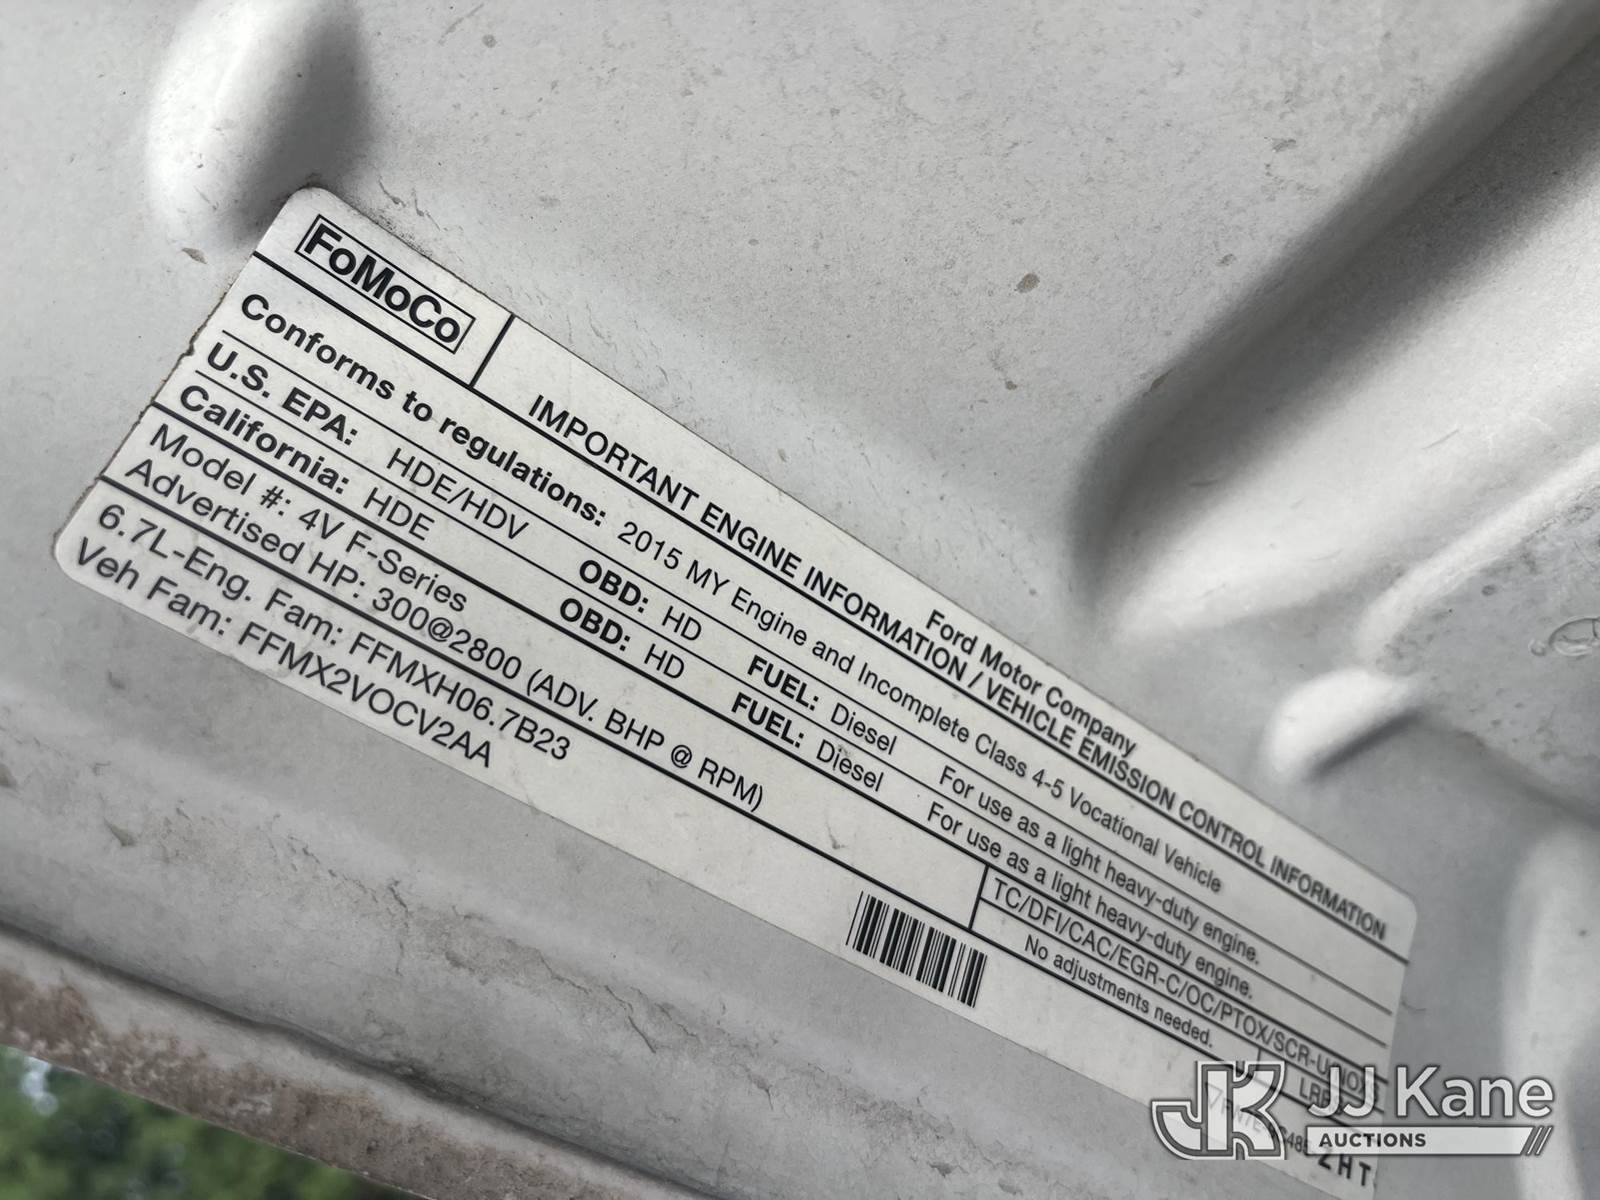 FoMoCo
Ford Motor Company
IMPORTANT ENGINE INFORMATION / VEHICLE EMISSION CONTROL INFORMATION
Conforms to regulations: 2015 MY Engine and Incomplete Class 4-5 Vocational Vehicle
U.S. EPA: HDE/HDV OBD: HD FUEL: Diesel For use as a light heavy-duty engine.
California: HDE OBD: HD FUEL: Diesel For use as a light heavy-duty engine.
Model #: 4V F-Series
Advertised HP: 300@2800 (ADV. BHP @ RPM)
TC/DFI/CAC/EGR-C/OC/PTOX/SCR-U
No adjustments needed.
6.7L-Eng. Fam: FFMXH06.7B23
Veh Fam: FFMX2VOCV2AA
2HT
JK JJ Kane
AUCTIONS